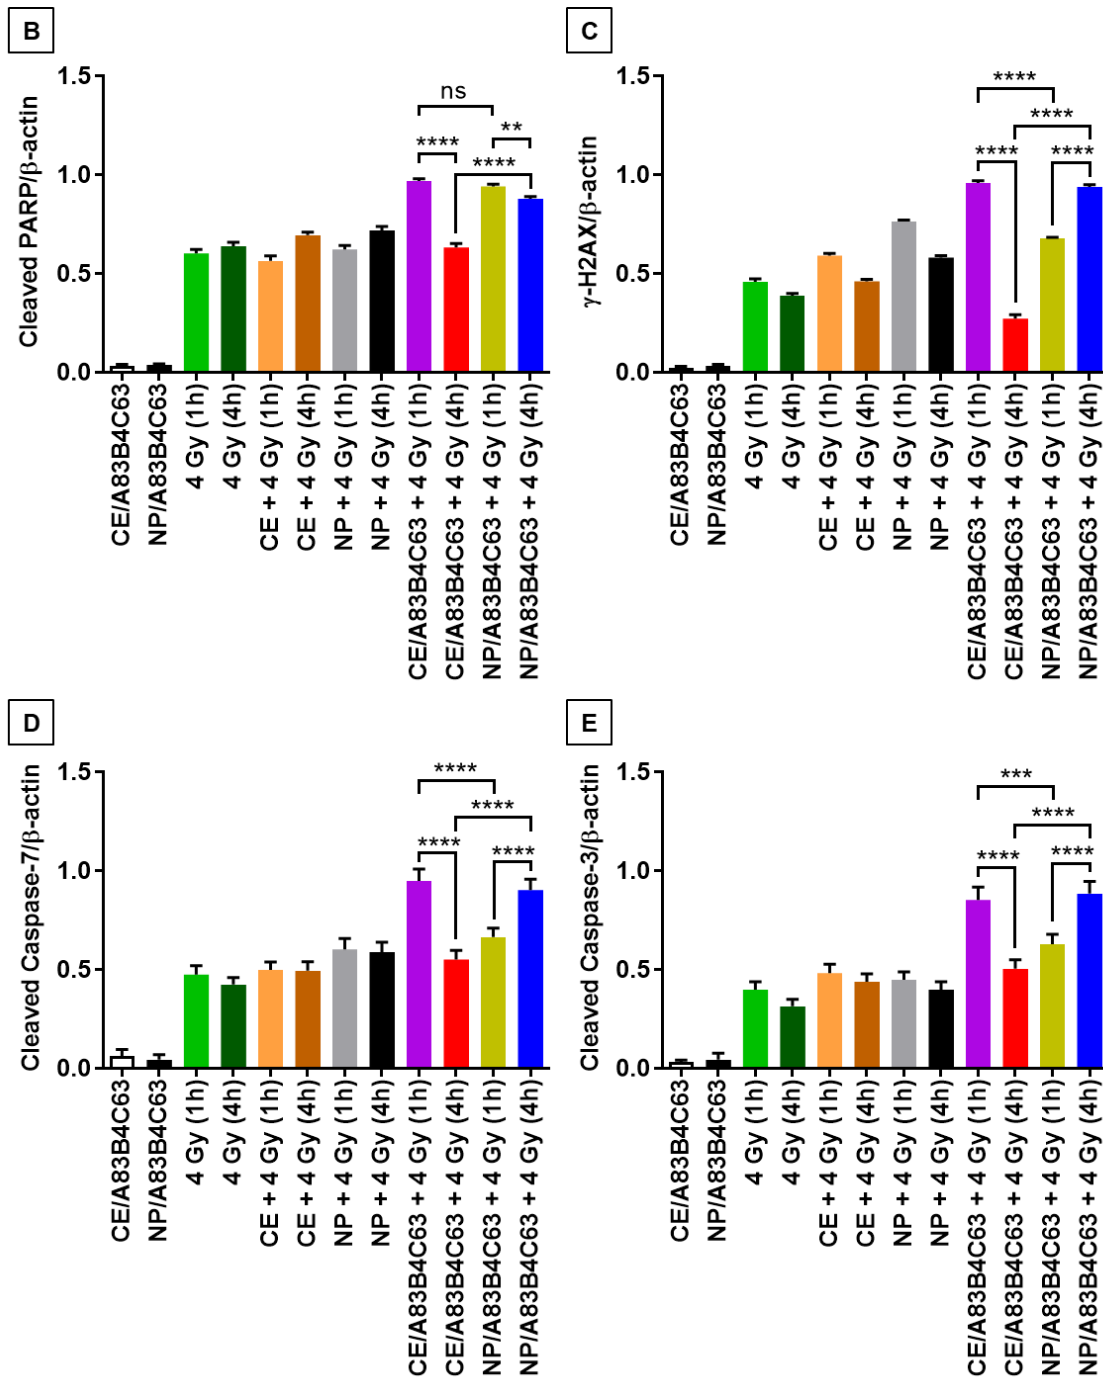 B
Cleaved PARP/β-actin
1.5
1.0
0.5
0.0
ns
**
****
****
CE/A83B4C63
NP/A83B4C63
4 Gy (1h)
4 Gy (4h)
CE + 4 Gy (1h)
CE + 4 Gy (4h)
NP + 4 Gy (1h)
NP + 4 Gy (4h)
CE/A83B4C63 + 4 Gy (1h)
CE/A83B4C63 + 4 Gy (4h)
NP/A83B4C63 + 4 Gy (1h)
NP/A83B4C63 + 4 Gy (4h)
C
γ-H2AX/β-actin
1.5
1.0
0.5
0.0
****
****
****
****
CE/A83B4C63
NP/A83B4C63
4 Gy (1h)
4 Gy (4h)
CE + 4 Gy (1h)
CE + 4 Gy (4h)
NP + 4 Gy (1h)
NP + 4 Gy (4h)
CE/A83B4C63 + 4 Gy (1h)
CE/A83B4C63 + 4 Gy (4h)
NP/A83B4C63 + 4 Gy (1h)
NP/A83B4C63 + 4 Gy (4h)
D
Cleaved Caspase-7/β-actin
1.5
1.0
0.5
0.0
****
****
****
****
CE/A83B4C63
NP/A83B4C63
4 Gy (1h)
4 Gy (4h)
CE + 4 Gy (1h)
CE + 4 Gy (4h)
NP + 4 Gy (1h)
NP + 4 Gy (4h)
CE/A83B4C63 + 4 Gy (1h)
CE/A83B4C63 + 4 Gy (4h)
NP/A83B4C63 + 4 Gy (1h)
NP/A83B4C63 + 4 Gy (4h)
E
Cleaved Caspase-3/β-actin
1.5
1.0
0.5
0.0
***
****
****
****
CE/A83B4C63
NP/A83B4C63
4 Gy (1h)
4 Gy (4h)
CE + 4 Gy (1h)
CE + 4 Gy (4h)
NP + 4 Gy (1h)
NP + 4 Gy (4h)
CE/A83B4C63 + 4 Gy (1h)
CE/A83B4C63 + 4 Gy (4h)
NP/A83B4C63 + 4 Gy (1h)
NP/A83B4C63 + 4 Gy (4h)